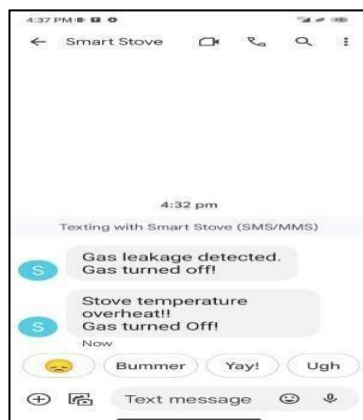 4:37 PM
Smart Stove
4:32 pm
Texting with Smart Stove (SMS/MMS)
Gas leakage detected.
Gas turned off!
S
Stove temperature
overheat!!
Gas turned Off!
S
Now
Bummer
Yay!
Ugh
Text message